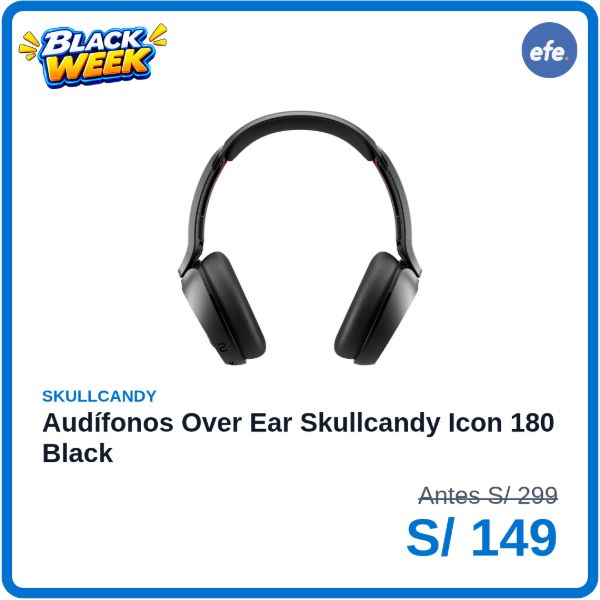 BLACK
WEEK
efe.
SKULLCANDY
Audífonos Over Ear Skullcandy Icon 180
Black
Antes S/ 299
S/ 149